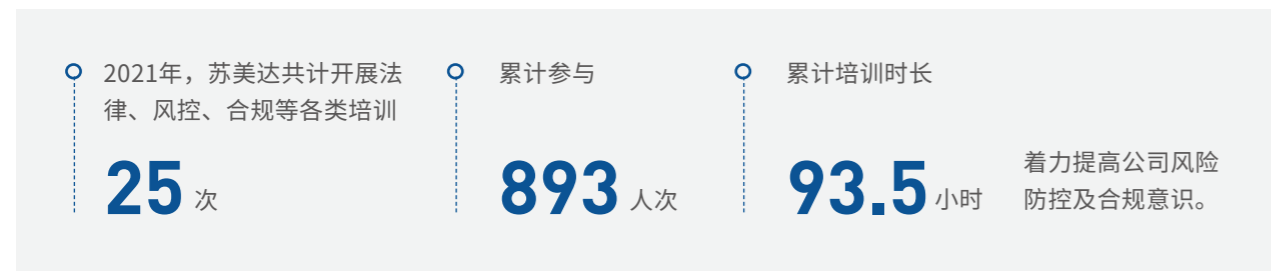 2021年，苏美达共计开展法
律、风控、合规等各类培训
25 次
累计参与
893 人次
累计培训时长
93.5 小时
着力提高公司风险
防控及合规意识。